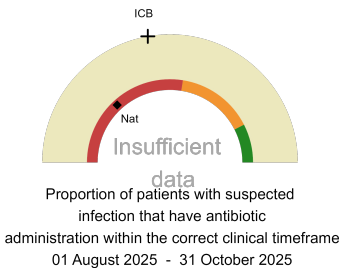 ICB
Nat
Insufficient
data
Proportion of patients with suspected
infection that have antibiotic
administration within the correct clinical timeframe
01 August 2025 - 31 October 2025